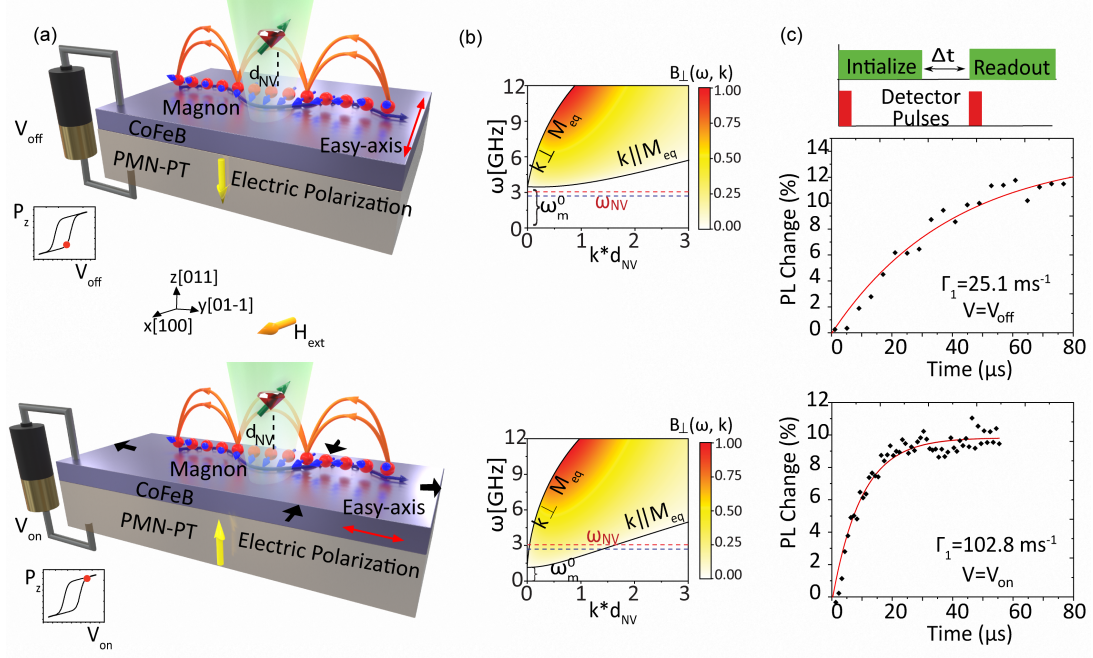 (a)
d_NV
Magnon
V_off
CoFeB
Easy-axis
PMN-PT
Electric Polarization
P_z
V_off
z[011]
y[01-1]
x[100]
H_ext
d_NV
Magnon
CoFeB
Easy-axis
V_on
PMN-PT
Electric Polarization
P_z
V_on
(b)
B⊥(ω, k)
12
9
6
3
0
ω[GHz]
k⊥ M_eq
k||M_eq
ω_NV
ω_m^0
0 1 2 3
k*d_NV
1.00
0.75
0.50
0.25
0.00
B⊥(ω, k)
12
9
6
3
0
ω[GHz]
k⊥ M_eq
k||M_eq
ω_NV
ω_m^0
0 1 2 3
k*d_NV
1.00
0.75
0.50
0.25
0.00
(c)
Intialize Δt Readout
Detector
Pulses
14
12
10
8
6
4
2
0
PL Change (%)
Γ₁=25.1 ms⁻¹
V=V_off
0 20 40 60 80
Time (µs)
12
10
8
6
4
2
0
PL Change (%)
Γ₁=102.8 ms⁻¹
V=V_on
0 20 40 60 80
Time (µs)